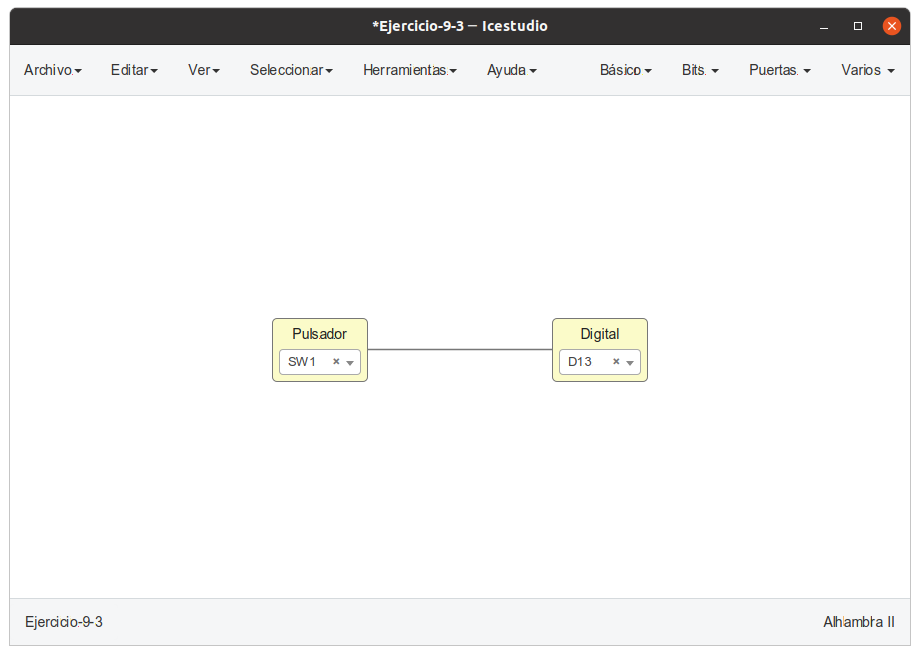 *Ejercicio-9-3 — Icestudio
Archivo Editar Ver Seleccionar Herramientas Ayuda Básico Bits Puertas Varios
Pulsador
SW1
Digital
D13
Ejercicio-9-3
Alhambra II